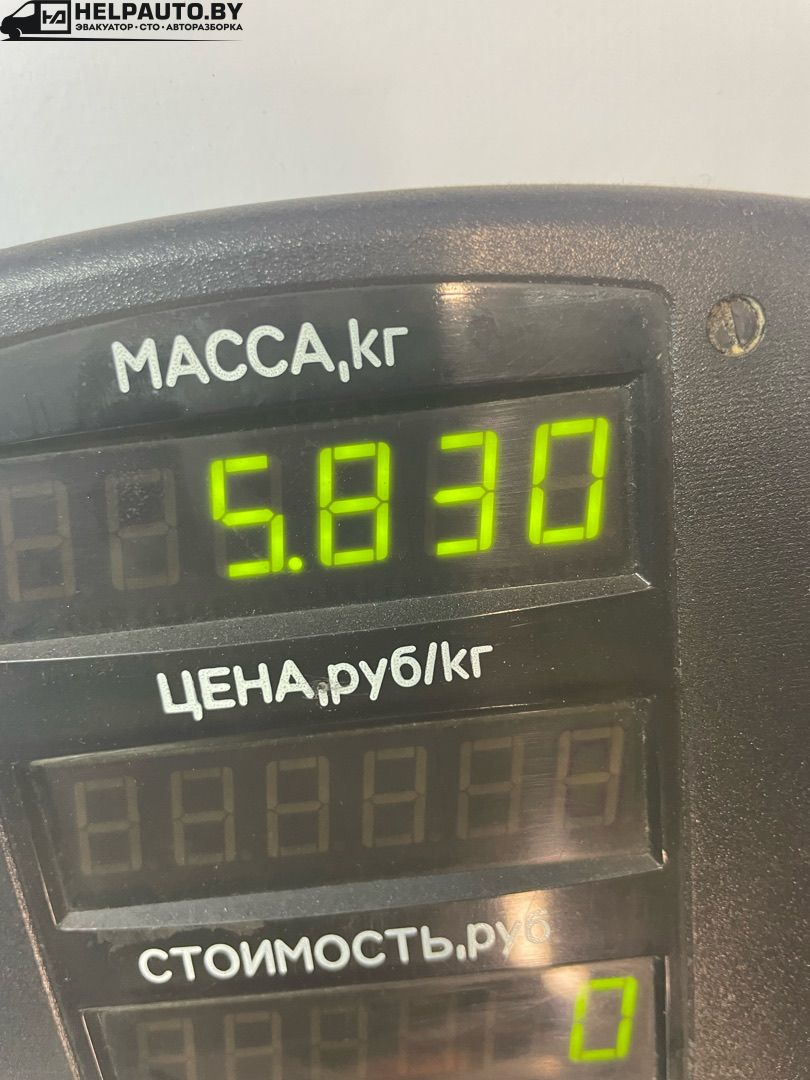 HELPAUTO.BY
ЭВАКУАТОР • СТО • АВТОРАЗБОРКА
МАССА,кг
5.830
ЦЕНА,руб/кг
СТОИМОСТЬ,руб
0